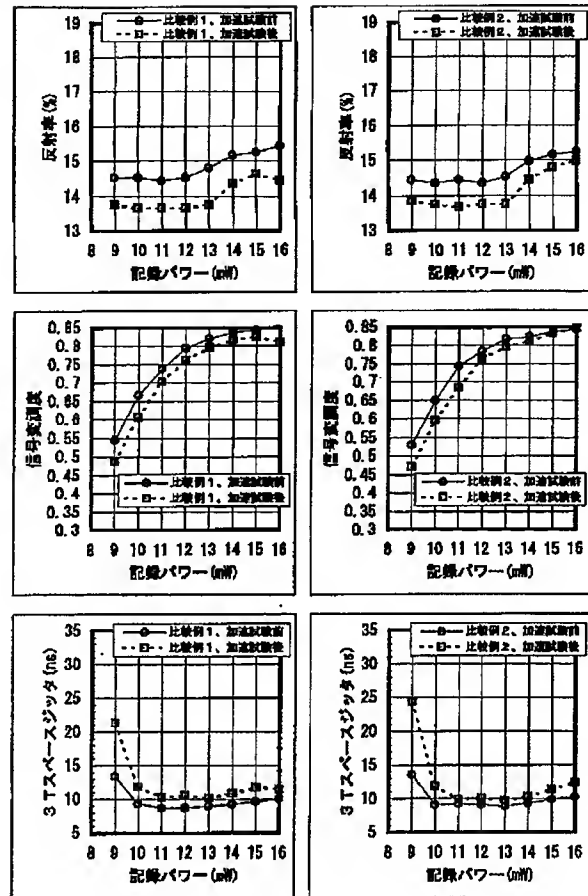 比較例1、加速試験前
比較例1、加速試験後
反射率(%)
19
18
17
16
15
14
13
8 9 10 11 12 13 14 15 16
記録パワー(mW)
比較例2、加速試験前
比較例2、加速試験後
反射率(%)
19
18
17
16
15
14
13
8 9 10 11 12 13 14 15 16
記録パワー(mW)
信号変調度
0.85
0.8
0.75
0.7
0.65
0.6
0.55
0.5
0.45
0.4
0.35
0.3
比較例1、加速試験前
比較例1、加速試験後
8 9 10 11 12 13 14 15 16
記録パワー(mW)
信号変調度
0.85
0.8
0.75
0.7
0.65
0.6
0.55
0.5
0.45
0.4
0.35
0.3
比較例2、加速試験前
比較例2、加速試験後
8 9 10 11 12 13 14 15 16
記録パワー(mW)
比較例1、加速試験前
比較例1、加速試験後
3Tスペースジッタ(ns)
35
30
25
20
15
10
5
8 9 10 11 12 13 14 15 16
記録パワー(mW)
比較例2、加速試験前
比較例2、加速試験後
3Tスペースジッタ(ns)
35
30
25
20
15
10
5
8 9 10 11 12 13 14 15 16
記録パワー(mW)